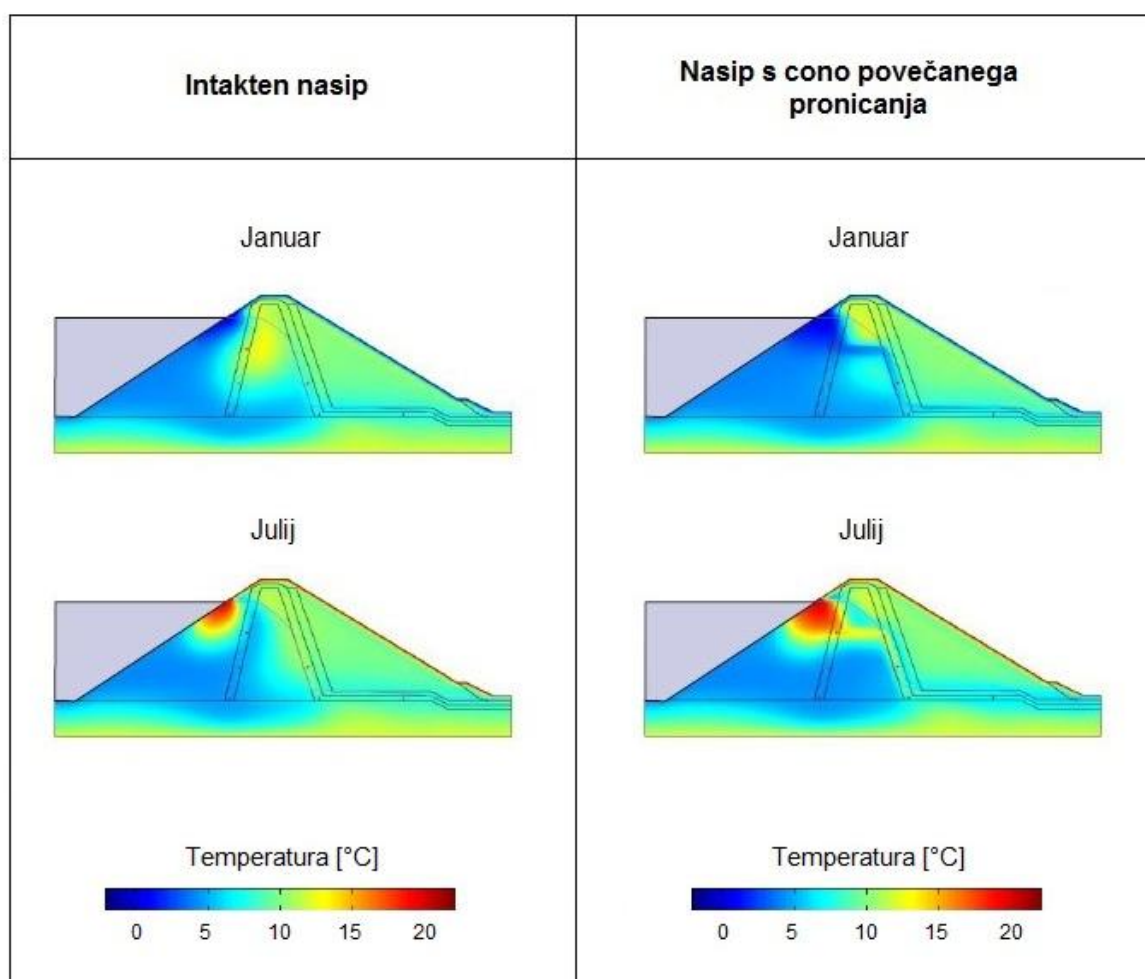 Intakten nasip
Nasip s cono povečanega
pronicanja
Januar
Julij
Temperatura [°C]
0 5 10 15 20
Januar
Julij
Temperatura [°C]
0 5 10 15 20